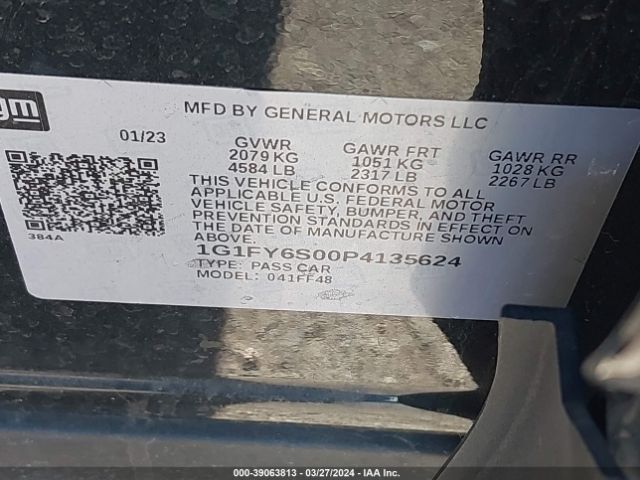 gm
MFD BY GENERAL MOTORS LLC
01/23
GVWR
2079 KG
4584 LB
GAWR FRT
1051 KG
2317 LB
GAWR RR
1028 KG
2267 LB
THIS VEHICLE CONFORMS TO ALL
APPLICABLE U.S. FEDERAL MOTOR
VEHICLE SAFETY, BUMPER, AND THEFT
PREVENTION STANDARDS IN EFFECT ON
THE DATE OF MANUFACTURE SHOWN
ABOVE.
384A
1G1FY6S00P4135624
TYPE: PASS CAR
MODEL: 041FF48
000-39063813 - 03/27/2024 - IAA Inc.